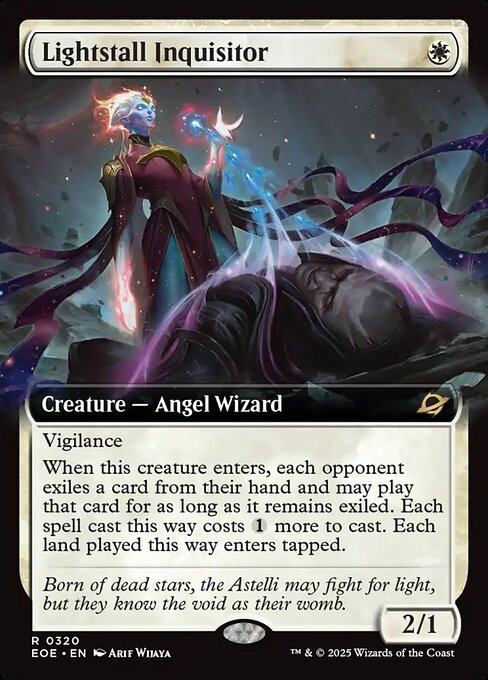 Lightstall Inquisitor
Creature — Angel Wizard
Vigilance
When this creature enters, each opponent
exiles a card from their hand and may play
that card for as long as it remains exiled. Each
spell cast this way costs 1 more to cast. Each
land played this way enters tapped.
Born of dead stars, the Astelli may fight for light,
but they know the void as their womb.
2/1
R 0320
EOE • EN Arif Wijaya
™ & © 2025 Wizards of the Coast